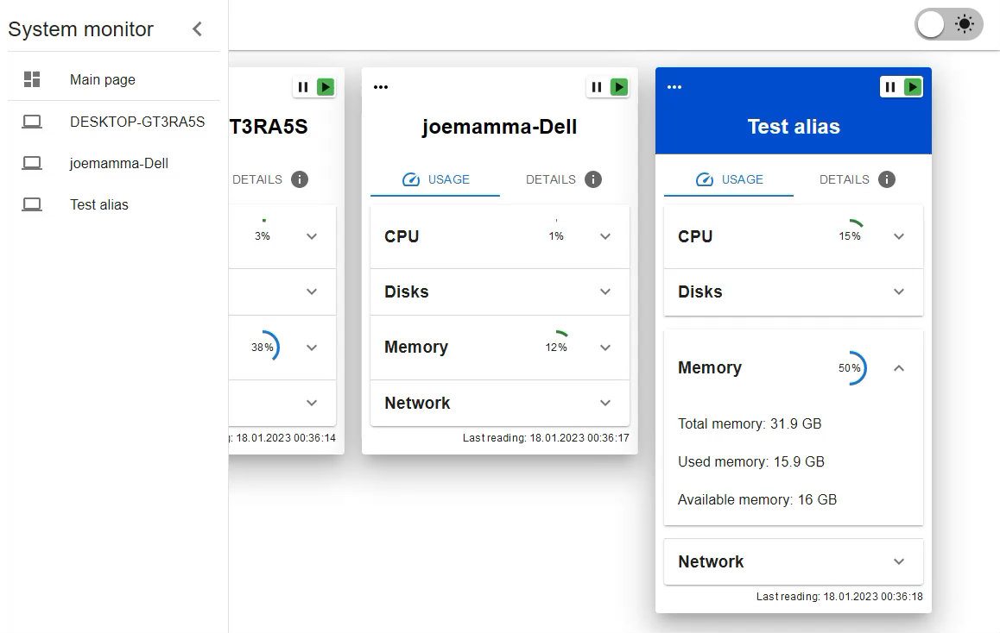 System monitor
Main page
DESKTOP-GT3RA5S
joemamma-Dell
Test alias
T3RA5S
DETAILS
3%
38%
: 18.01.2023 00:36:14
joemamma-Dell
USAGE DETAILS
CPU 1%
Disks
Memory 12%
Network
Last reading: 18.01.2023 00:36:17
Test alias
USAGE DETAILS
CPU 15%
Disks
Memory 50%
Total memory: 31.9 GB
Used memory: 15.9 GB
Available memory: 16 GB
Network
Last reading: 18.01.2023 00:36:18